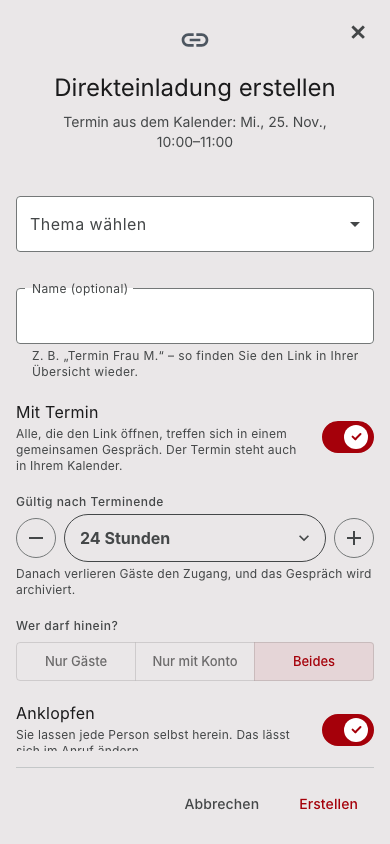 Direkteinladung erstellen
Termin aus dem Kalender: Mi., 25. Nov.,
10:00–11:00
Thema wählen
Name (optional)
Z. B. „Termin Frau M.“ – so finden Sie den Link in Ihrer
Übersicht wieder.
Mit Termin
Alle, die den Link öffnen, treffen sich in einem
gemeinsamen Gespräch. Der Termin steht auch
in Ihrem Kalender.
Gültig nach Terminende
24 Stunden
Danach verlieren Gäste den Zugang, und das Gespräch wird
archiviert.
Wer darf hinein?
Nur Gäste
Nur mit Konto
Beides
Anklopfen
Sie lassen jede Person selbst herein. Das lässt
sich im Anruf ändern
Abbrechen
Erstellen